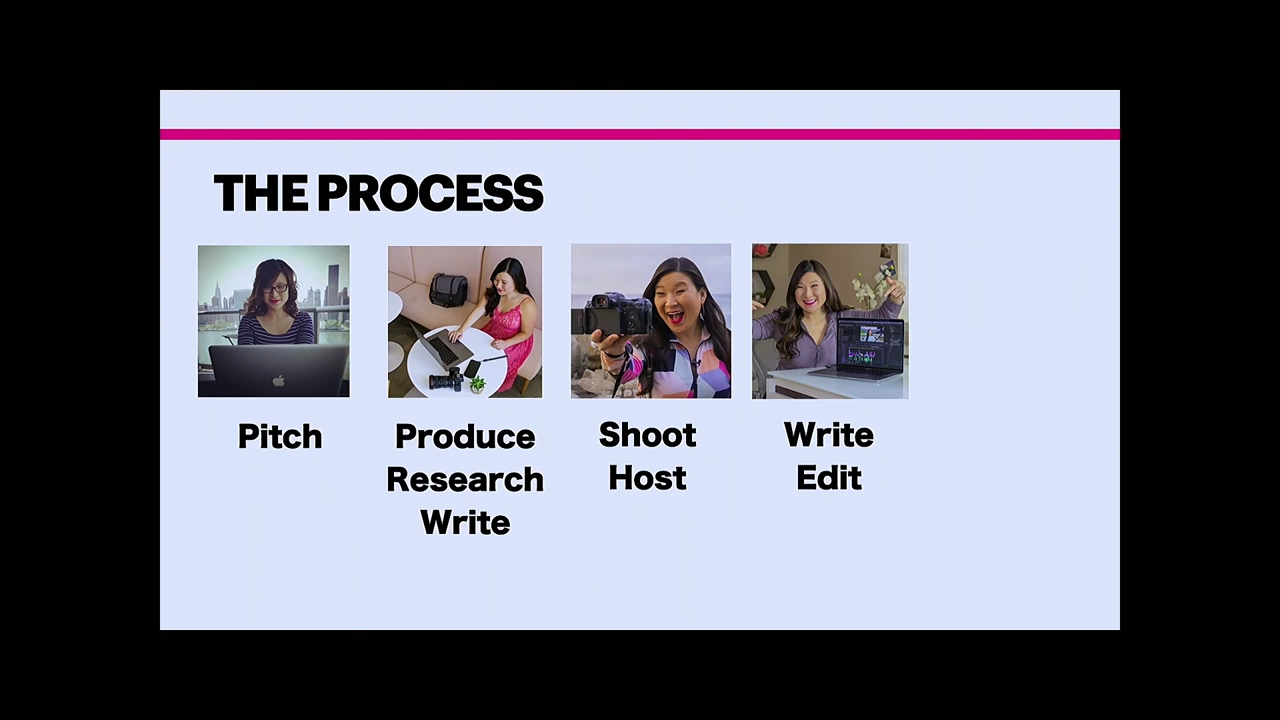 THE PROCESS
Pitch
Produce
Research
Write
Shoot
Host
Write
Edit